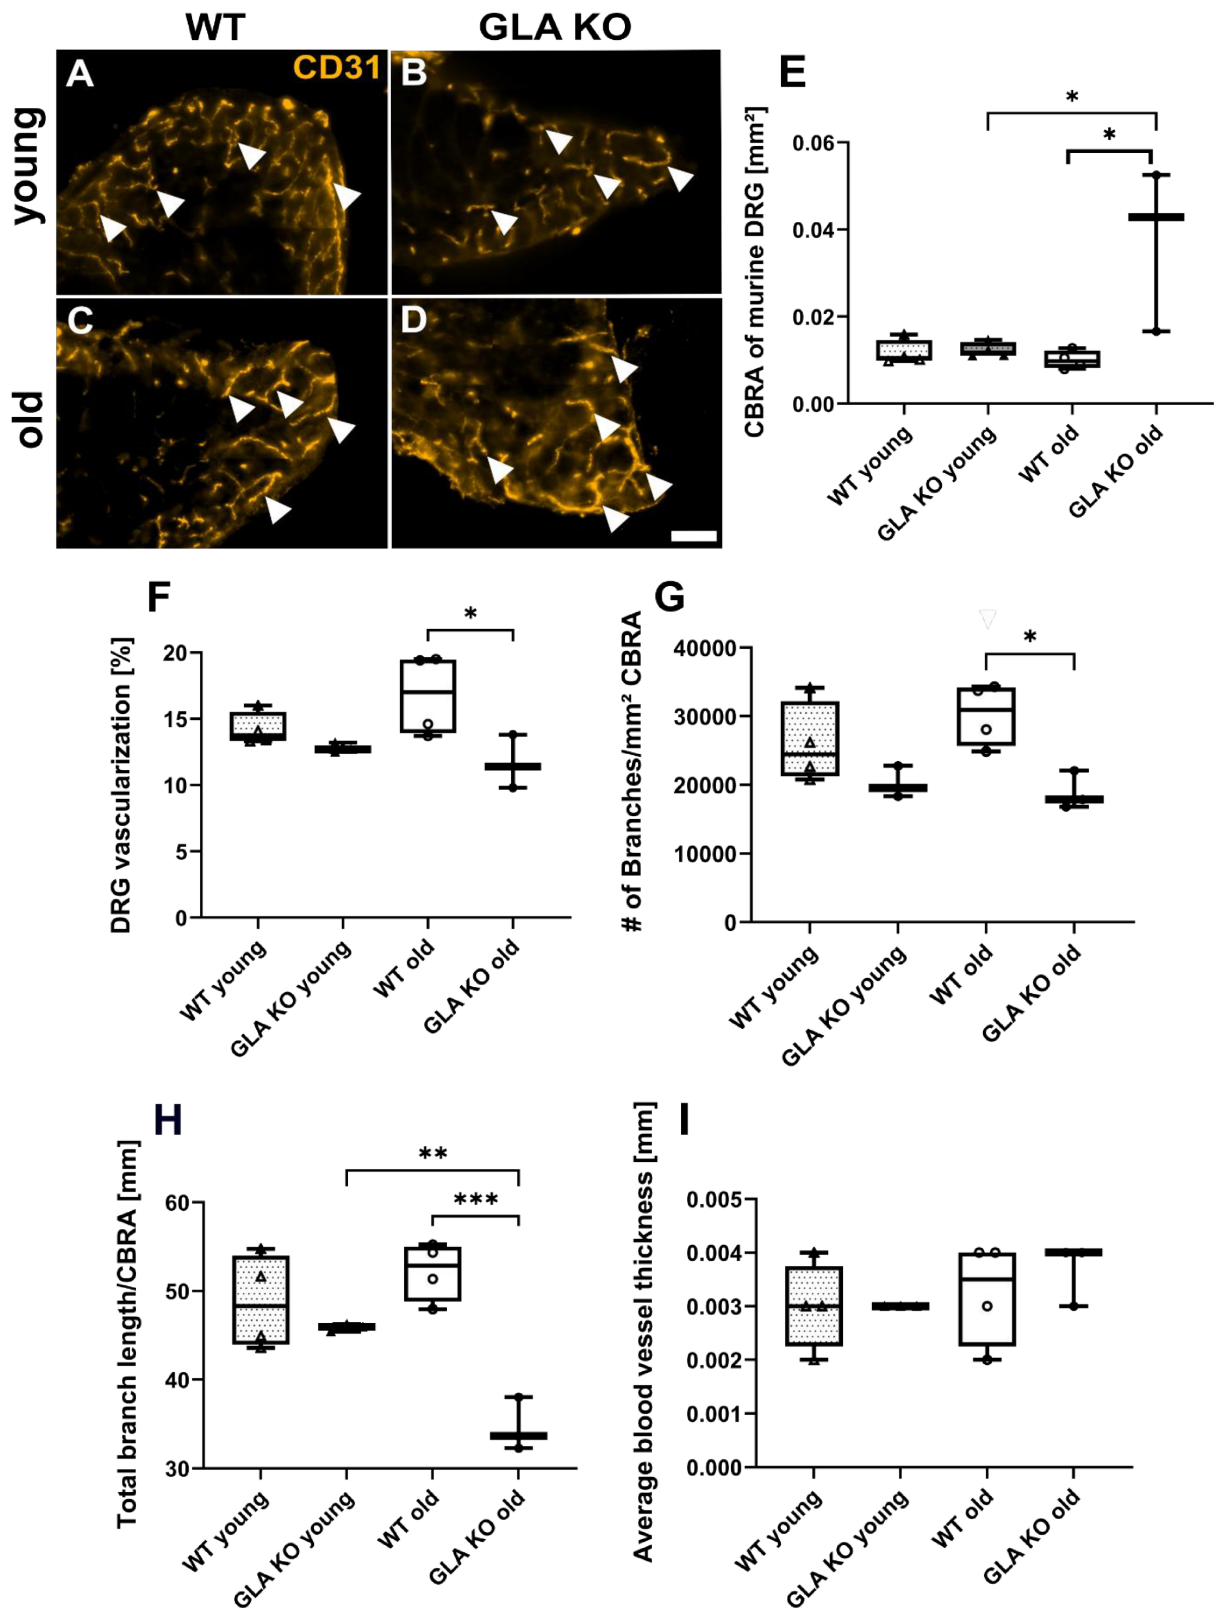 WT
GLA KO
young
old
A
CD31
B
C
D
E
*
*
CBRA of murine DRG [mm²]
0.06
0.04
0.02
0.00
WT young
GLA KO young
WT old
GLA KO old
F
*
DRG vascularization [%]
20
15
10
5
0
WT young
GLA KO young
WT old
GLA KO old
G
*
# of Branches/mm² CBRA
40000
30000
20000
10000
0
WT young
GLA KO young
WT old
GLA KO old
H
**
***
Total branch length/CBRA [mm]
60
50
40
30
WT young
GLA KO young
WT old
GLA KO old
I
Average blood vessel thickness [mm]
0.005
0.004
0.003
0.002
0.001
0.000
WT young
GLA KO young
WT old
GLA KO old